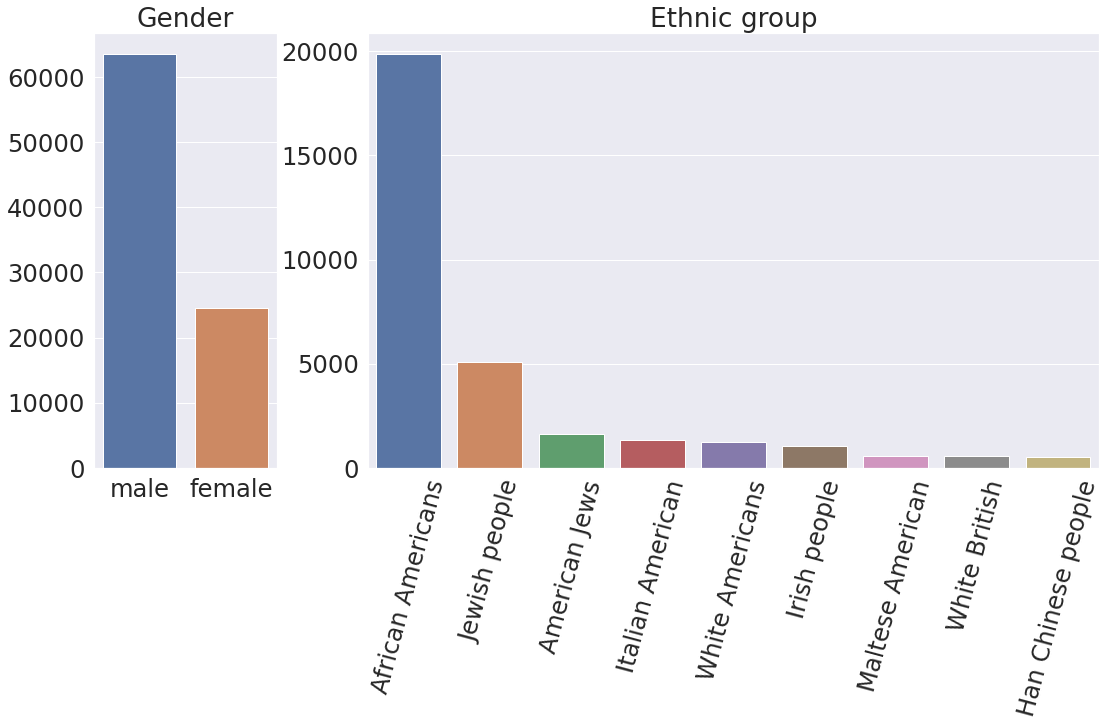 Gender
60000
50000
40000
30000
20000
10000
0
male
female
Ethnic group
20000
15000
10000
5000
0
African Americans
Jewish people
American Jews
Italian American
White Americans
Irish people
Maltese American
White British
Han Chinese people